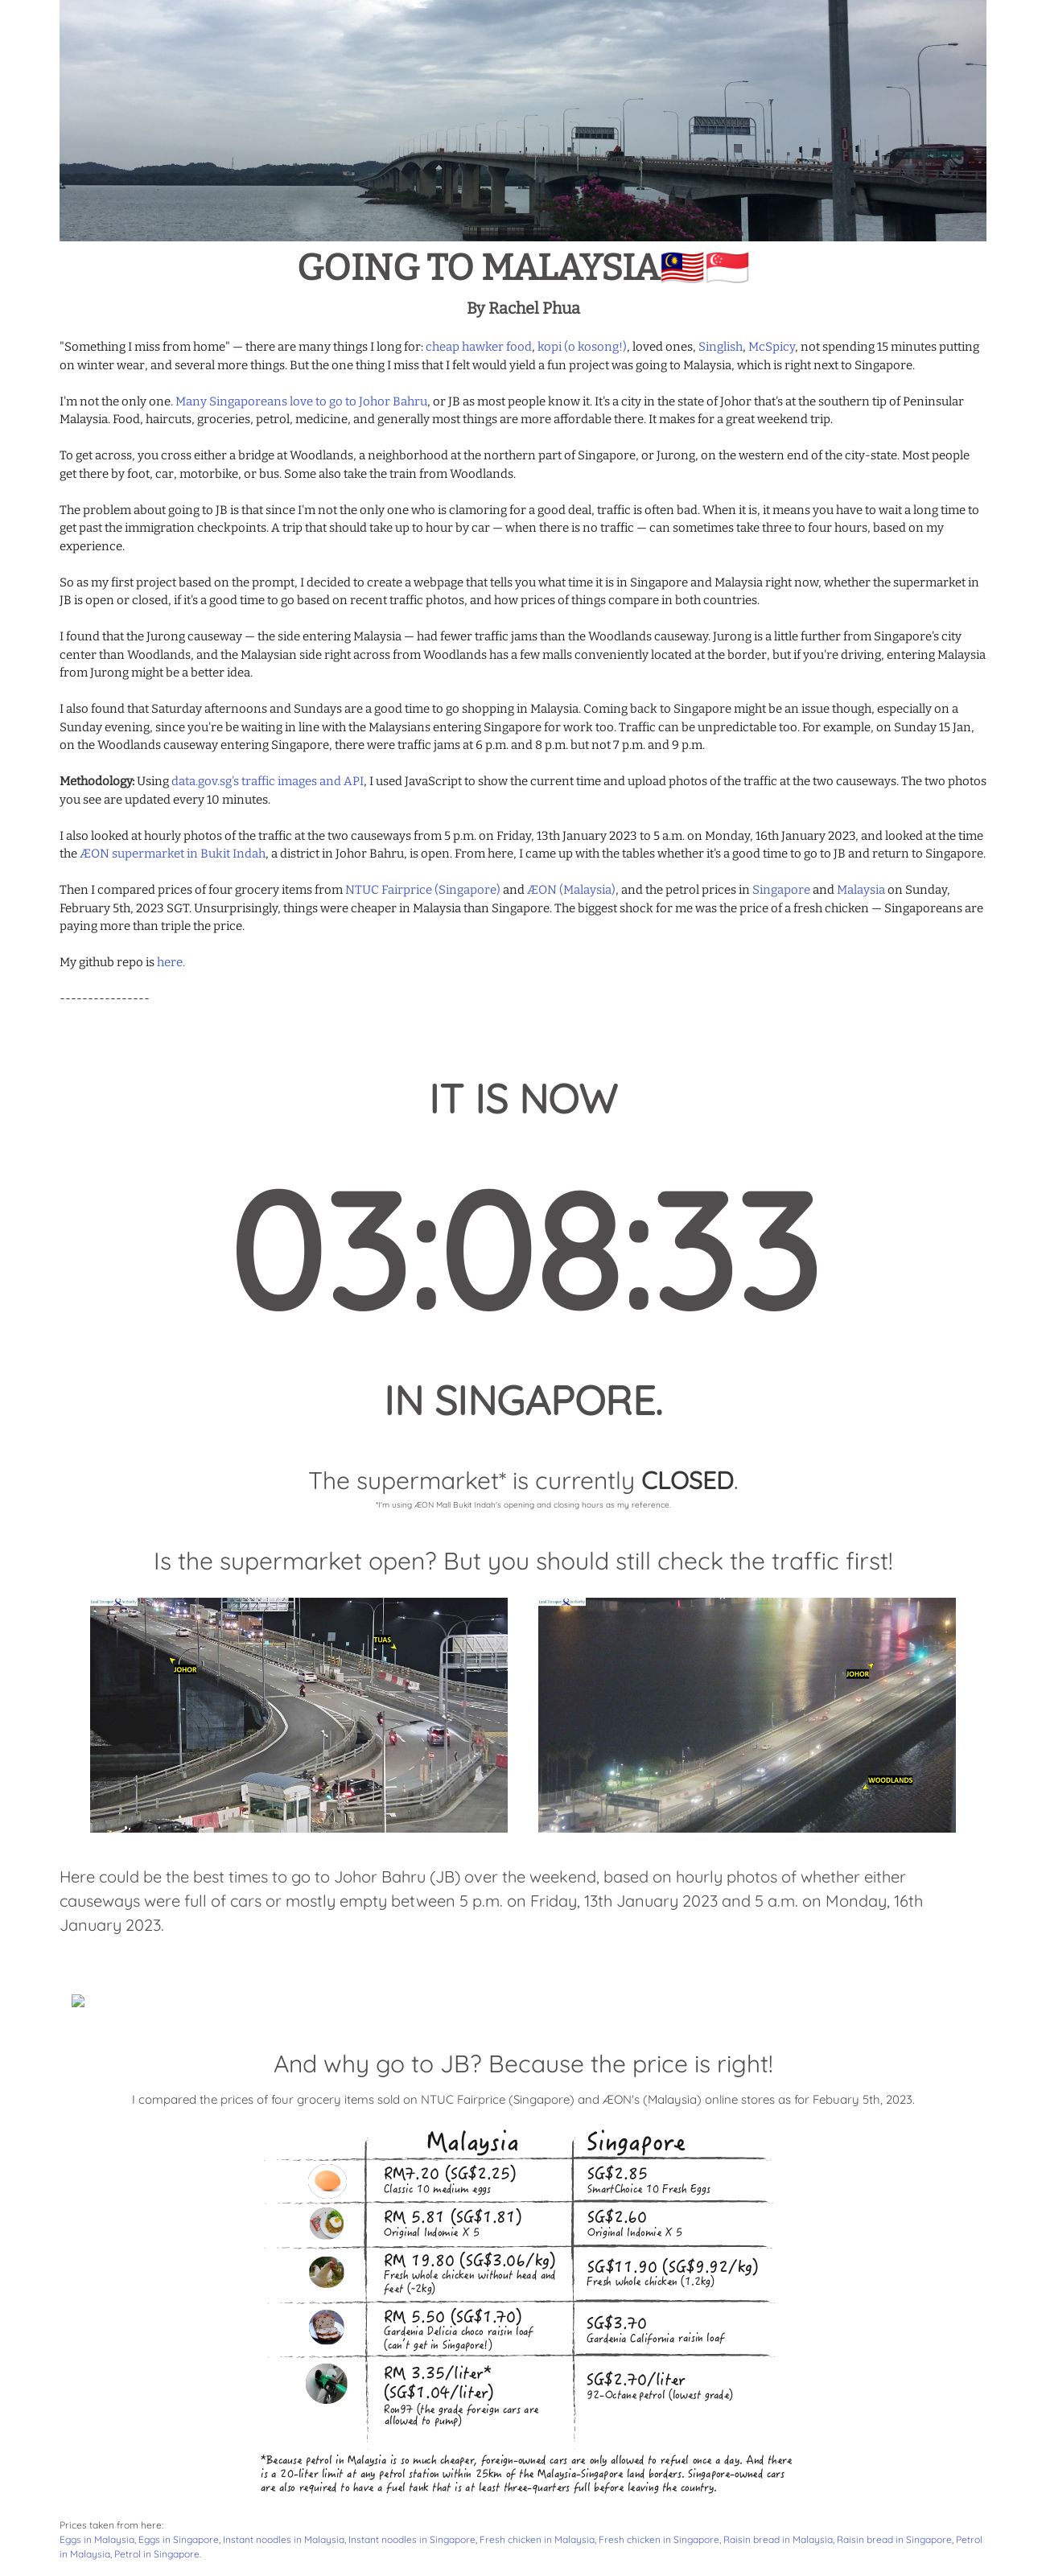 GOING TO MALAYSIA🇲🇾🇸🇬
By Rachel Phua
"Something I miss from home" — there are many things I long for: cheap hawker food, kopi (o kosong!), loved ones, Singlish, McSpicy, not spending 15 minutes putting
on winter wear, and several more things. But the one thing I miss that I felt would yield a fun project was going to Malaysia, which is right next to Singapore.
I'm not the only one. Many Singaporeans love to go to Johor Bahru, or JB as most people know it. It's a city in the state of Johor that's at the southern tip of Peninsular
Malaysia. Food, haircuts, groceries, petrol, medicine, and generally most things are more affordable there. It makes for a great weekend trip.
To get across, you cross either a bridge at Woodlands, a neighborhood at the northern part of Singapore, or Jurong, on the western end of the city-state. Most people
get there by foot, car, motorbike, or bus. Some also take the train from Woodlands.
The problem about going to JB is that since I'm not the only one who is clamoring for a good deal, traffic is often bad. When it is, it means you have to wait a long time to
get past the immigration checkpoints. A trip that should take up to hour by car — when there is no traffic — can sometimes take three to four hours, based on my
experience.
So as my first project based on the prompt, I decided to create a webpage that tells you what time it is in Singapore and Malaysia right now, whether the supermarket in
JB is open or closed, if it's a good time to go based on recent traffic photos, and how prices of things compare in both countries.
I found that the Jurong causeway — the side entering Malaysia — had fewer traffic jams than the Woodlands causeway. Jurong is a little further from Singapore's city
center than Woodlands, and the Malaysian side right across from Woodlands has a few malls conveniently located at the border, but if you're driving, entering Malaysia
from Jurong might be a better idea.
I also found that Saturday afternoons and Sundays are a good time to go shopping in Malaysia. Coming back to Singapore might be an issue though, especially on a
Sunday evening, since you're be waiting in line with the Malaysians entering Singapore for work too. Traffic can be unpredictable too. For example, on Sunday 15 Jan,
on the Woodlands causeway entering Singapore, there were traffic jams at 6 p.m. and 8 p.m. but not 7 p.m. and 9 p.m.
Methodology: Using data.gov.sg's traffic images and API, I used JavaScript to show the current time and upload photos of the traffic at the two causeways. The two photos
you see are updated every 10 minutes.
I also looked at hourly photos of the traffic at the two causeways from 5 p.m. on Friday, 13th January 2023 to 5 a.m. on Monday, 16th January 2023, and looked at the time
the ÆON supermarket in Bukit Indah, a district in Johor Bahru, is open. From here, I came up with the tables whether it's a good time to go to JB and return to Singapore.
Then I compared prices of four grocery items from NTUC Fairprice (Singapore) and ÆON (Malaysia), and the petrol prices in Singapore and Malaysia on Sunday,
February 5th, 2023 SGT. Unsurprisingly, things were cheaper in Malaysia than Singapore. The biggest shock for me was the price of a fresh chicken — Singaporeans are
paying more than triple the price.
My github repo is here.
----------------
IT IS NOW
03:08:33
IN SINGAPORE.
The supermarket* is currently CLOSED.
*I'm using ÆON Mall Bukit Indah's opening and closing hours as my reference.
Is the supermarket open? But you should still check the traffic first!
TUAS
JOHOR
JOHOR
WOODLANDS
Here could be the best times to go to Johor Bahru (JB) over the weekend, based on hourly photos of whether either
causeways were full of cars or mostly empty between 5 p.m. on Friday, 13th January 2023 and 5 a.m. on Monday, 16th
January 2023.
And why go to JB? Because the price is right!
I compared the prices of four grocery items sold on NTUC Fairprice (Singapore) and ÆON's (Malaysia) online stores as for Febuary 5th, 2023.
Malaysia Singapore
RM7.20 (SG$2.25) SG$2.85
Classic 10 medium eggs SmartChoice 10 Fresh Eggs
RM 5.81 (SG$1.81) SG$2.60
Original Indomie X 5 Original Indomie X 5
RM 19.80 (SG$3.06/kg) SG$11.90 (SG$9.92/kg)
Fresh whole chicken without head and Fresh whole chicken (1.2kg)
feet (~2kg)
RM 5.50 (SG$1.70) SG$3.70
Gardenia Delicia choco raisin loaf Gardenia California raisin loaf
(can't get in Singapore!)
RM 3.35/liter* SG$2.70/liter
(SG$1.04/liter) 92-Octane petrol (lowest grade)
Ron97 (the grade foreign cars are
allowed to pump)
*Because petrol in Malaysia is so much cheaper, foreign-owned cars are only allowed to refuel once a day. And there
is a 20-liter limit at any petrol station within 25km of the Malaysia-Singapore land borders. Singapore-owned cars
are also required to have a fuel tank that is at least three-quarters full before leaving the country.
Prices taken from here:
Eggs in Malaysia, Eggs in Singapore, Instant noodles in Malaysia, Instant noodles in Singapore, Fresh chicken in Malaysia, Fresh chicken in Singapore, Raisin bread in Malaysia, Raisin bread in Singapore, Petrol
in Malaysia, Petrol in Singapore.